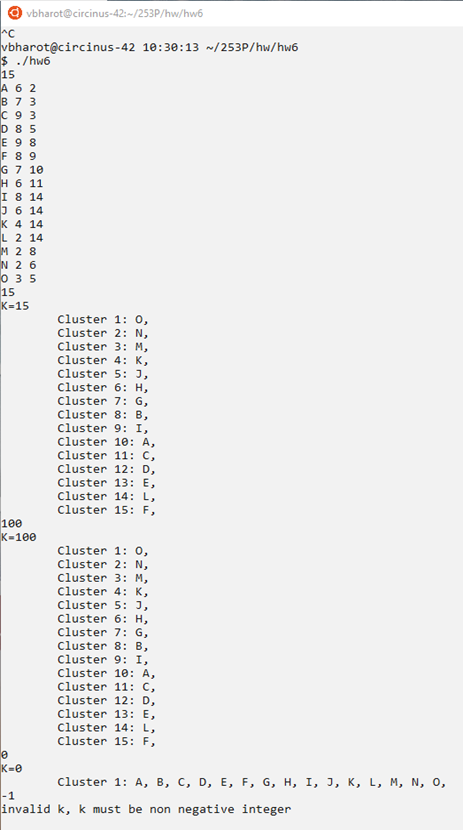 vbharot@circinus-42:~/253P/hw/hw6
^C
vbharot@circinus-42 10:30:13 ~/253P/hw/hw6
$ ./hw6
15
A 6 2
B 7 3
C 9 3
D 8 5
E 9 8
F 8 9
G 7 10
H 6 11
I 8 14
J 6 14
K 4 14
L 2 14
M 2 8
N 2 6
O 3 5
15
K=15
Cluster 1: O,
Cluster 2: N,
Cluster 3: M,
Cluster 4: K,
Cluster 5: J,
Cluster 6: H,
Cluster 7: G,
Cluster 8: B,
Cluster 9: I,
Cluster 10: A,
Cluster 11: C,
Cluster 12: D,
Cluster 13: E,
Cluster 14: L,
Cluster 15: F,
100
K=100
Cluster 1: O,
Cluster 2: N,
Cluster 3: M,
Cluster 4: K,
Cluster 5: J,
Cluster 6: H,
Cluster 7: G,
Cluster 8: B,
Cluster 9: I,
Cluster 10: A,
Cluster 11: C,
Cluster 12: D,
Cluster 13: E,
Cluster 14: L,
Cluster 15: F,
0
K=0
Cluster 1: A, B, C, D, E, F, G, H, I, J, K, L, M, N, O,
-1
invalid k, k must be non negative integer